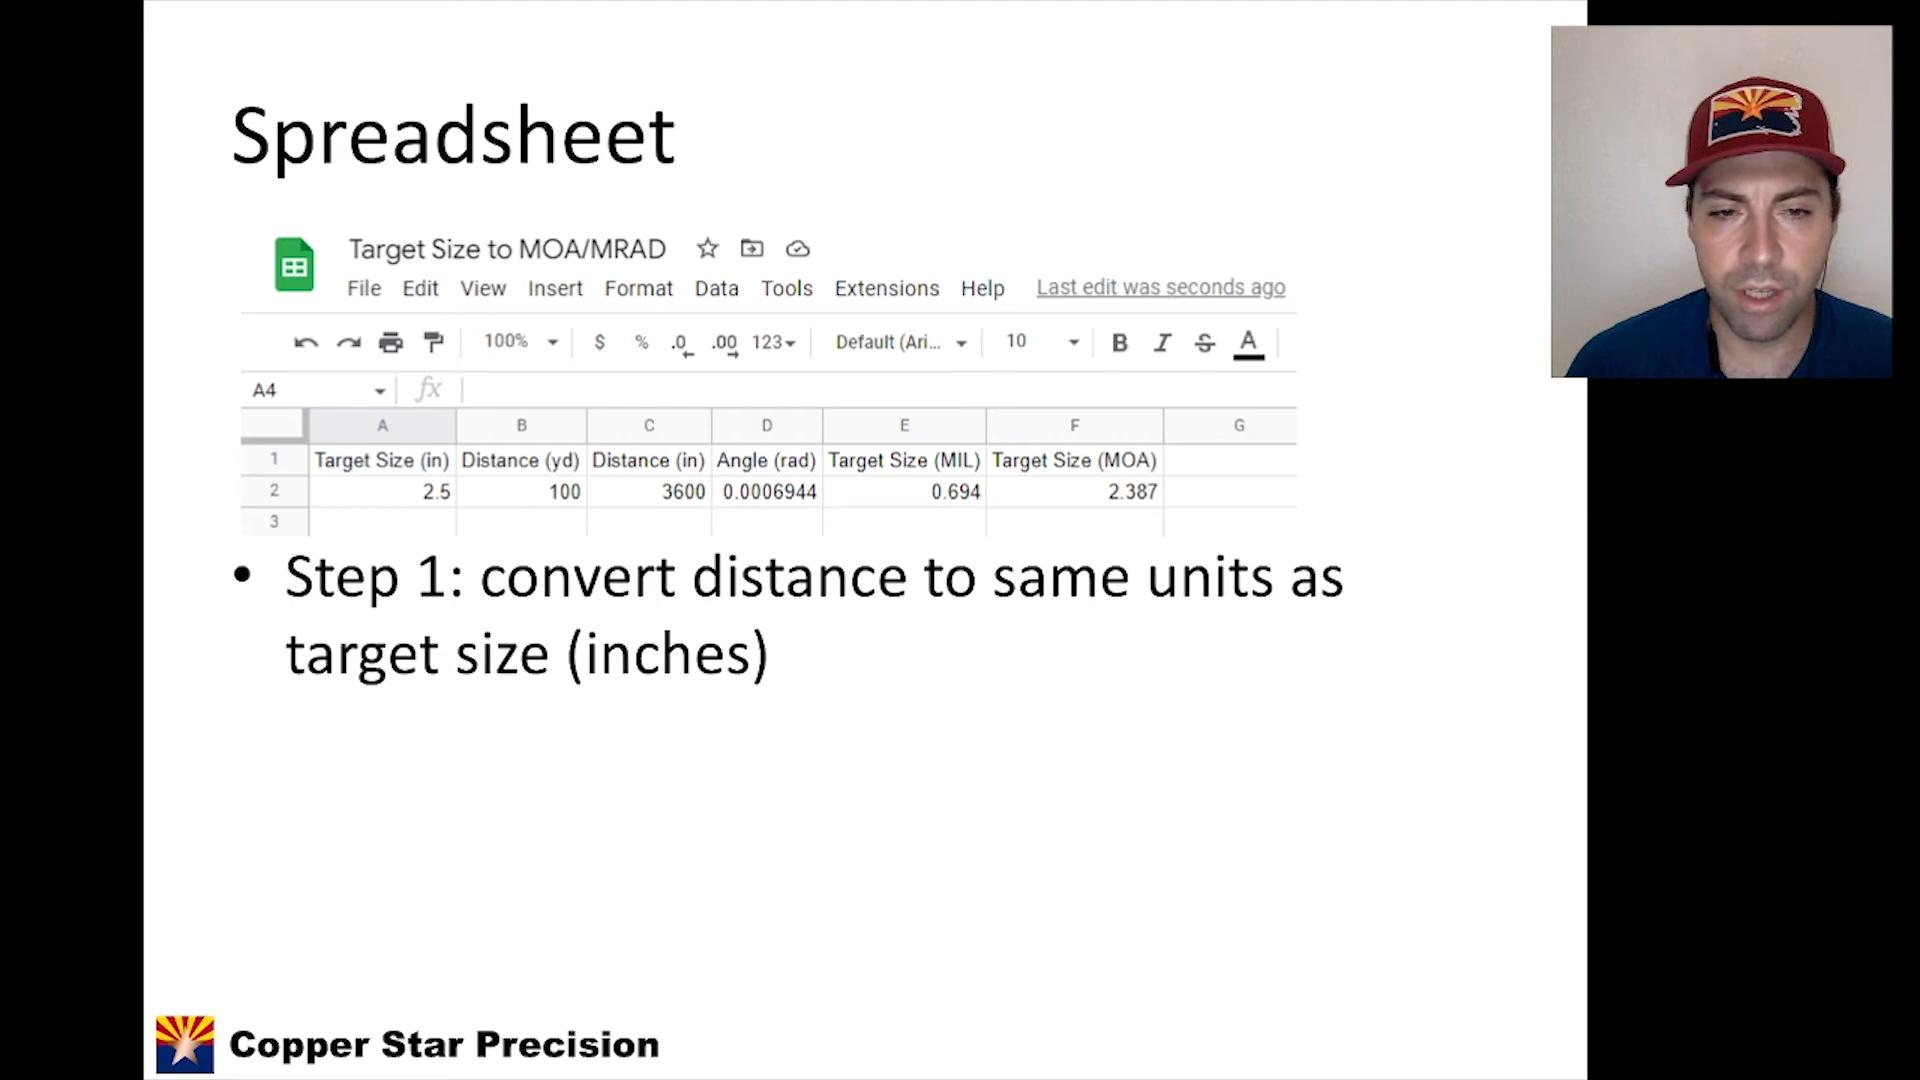 Spreadsheet
Target Size to MOA/MRAD
File Edit View Insert Format Data Tools Extensions Help Last edit was seconds ago
100% $ % .0 .00 123 Default (Ari... 10 B I S A
A4 fx
A B C D E F G
1 Target Size (in) Distance (yd) Distance (in) Angle (rad) Target Size (MIL) Target Size (MOA)
2 2.5 100 3600 0.0006944 0.694 2.387
3
• Step 1: convert distance to same units as
target size (inches)
Copper Star Precision